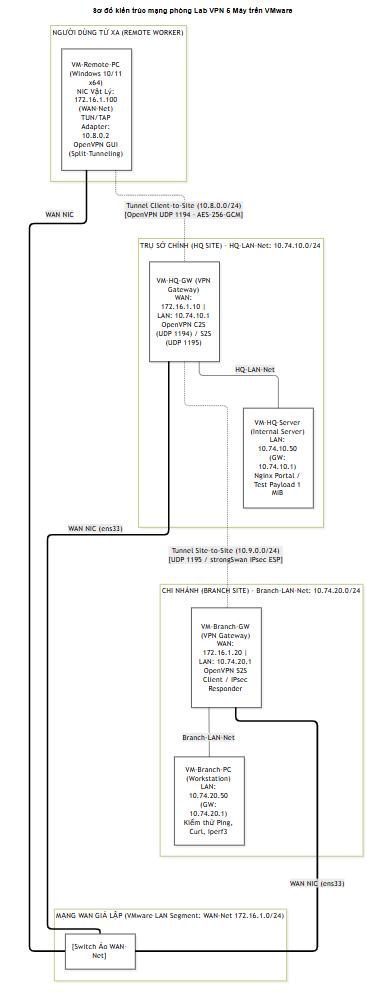 Sơ đồ kiến trúc mạng phòng Lab VPN 5 Máy trên VMware
NGƯỜI DÙNG TỪ XA (REMOTE WORKER)
VM-Remote-PC
(Windows 10/11
x64)
NIC Vật Lý:
172.16.1.100
(WAN-Net)
TUN/TAP
Adapter:
10.8.0.2
OpenVPN GUI
(Split-Tunneling)
WAN NIC
Tunnel Client-to-Site (10.8.0.0/24)
[OpenVPN UDP 1194 - AES-256-GCM]
TRỤ SỞ CHÍNH (HQ SITE) - HQ-LAN-Net: 10.74.10.0/24
VM-HQ-GW (VPN
Gateway)
WAN:
172.16.1.10 |
LAN: 10.74.10.1
OpenVPN C2S
(UDP 1194) / S2S
(UDP 1195)
HQ-LAN-Net
VM-HQ-Server
(Internal Server)
LAN:
10.74.10.50
(GW:
10.74.10.1)
Nginx Portal /
Test Payload 1
MiB
WAN NIC (ens33)
Tunnel Site-to-Site (10.9.0.0/24)
[UDP 1195 / strongSwan IPsec ESP]
CHI NHÁNH (BRANCH SITE) - Branch-LAN-Net: 10.74.20.0/24
VM-Branch-GW
(VPN Gateway)
WAN:
172.16.1.20 |
LAN: 10.74.20.1
OpenVPN S2S
Client / IPsec
Responder
Branch-LAN-Net
VM-Branch-PC
(Workstation)
LAN:
10.74.20.50
(GW:
10.74.20.1)
Kiểm thử Ping,
Curl, Iperf3
WAN NIC (ens33)
MẠNG WAN GIẢ LẬP (VMware LAN Segment: WAN-Net 172.16.1.0/24)
[Switch Ảo WAN-
Net]